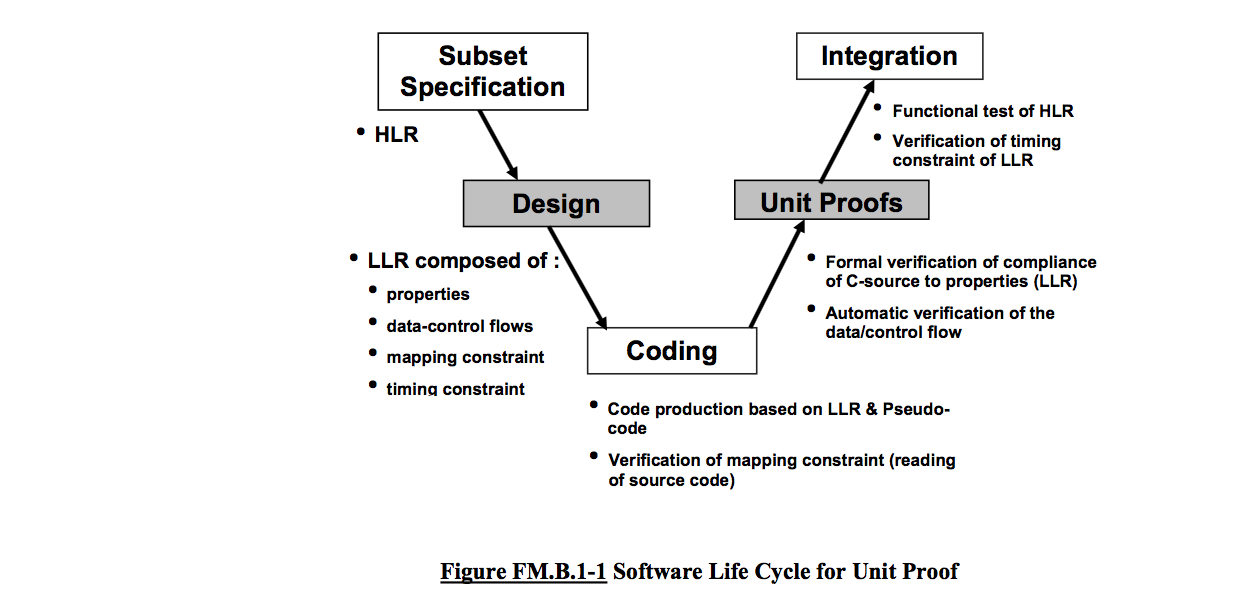 Subset
Specification
• HLR
Design
• LLR composed of :
• properties
• data-control flows
• mapping constraint
• timing constraint
Coding
• Code production based on LLR & Pseudo-
code
• Verification of mapping constraint (reading
of source code)
Unit Proofs
• Formal verification of compliance
of C-source to properties (LLR)
• Automatic verification of the
data/control flow
Integration
• Functional test of HLR
• Verification of timing
constraint of LLR
Figure FM.B.1-1 Software Life Cycle for Unit Proof